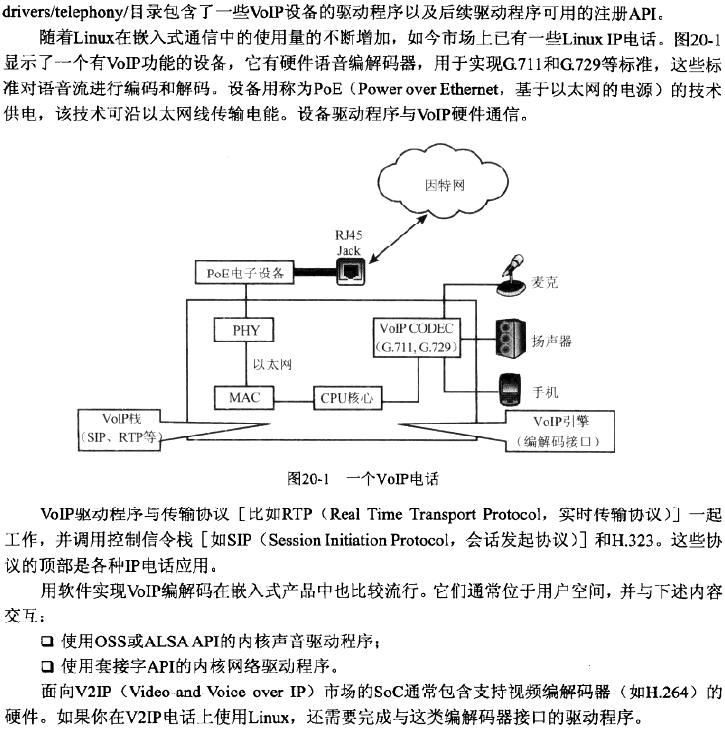 drivers/telephony/目录包含了一些VoIP设备的驱动程序以及后续驱动程序可用的注册API。
随着Linux在嵌入式通信中的使用量的不断增加，如今市场上已有一些Linux IP电话。图20-1
显示了一个有VoIP功能的设备，它有硬件语音编解码器，用于实现G.711和G.729等标准，这些标
准对语音流进行编码和解码。设备用称为PoE（Power over Ethernet，基于以太网的电源）的技术
供电，该技术可沿以太网线传输电能。设备驱动程序与VoIP硬件通信。
因特网
RJ45
Jack
PoE电子设备
麦克
PHY
VoIP CODEC
（G.711, G.729）
扬声器
以太网
手机
MAC
CPU核心
VoIP栈
（SIP、RTP等）
VoIP引擎
（编解码接口）
图20-1 一个VoIP电话
VoIP驱动程序与传输协议［比如RTP（Real Time Transport Protocol，实时传输协议）］一起
工作，并调用控制信令栈［如SIP（Session Initiation Protocol，会话发起协议）］和H.323。这些协
议的顶部是各种IP电话应用。
用软件实现VoIP编解码在嵌入式产品中也比较流行。它们通常位于用户空间，并与下述内容
交互：
❑ 使用OSS或ALSA API的内核声音驱动程序；
❑ 使用套接字API的内核网络驱动程序。
面向V2IP（Video and Voice over IP）市场的SoC通常包含支持视频编解码器（如H.264）的
硬件。如果你在V2IP电话上使用Linux，还需要完成与这类编解码器接口的驱动程序。